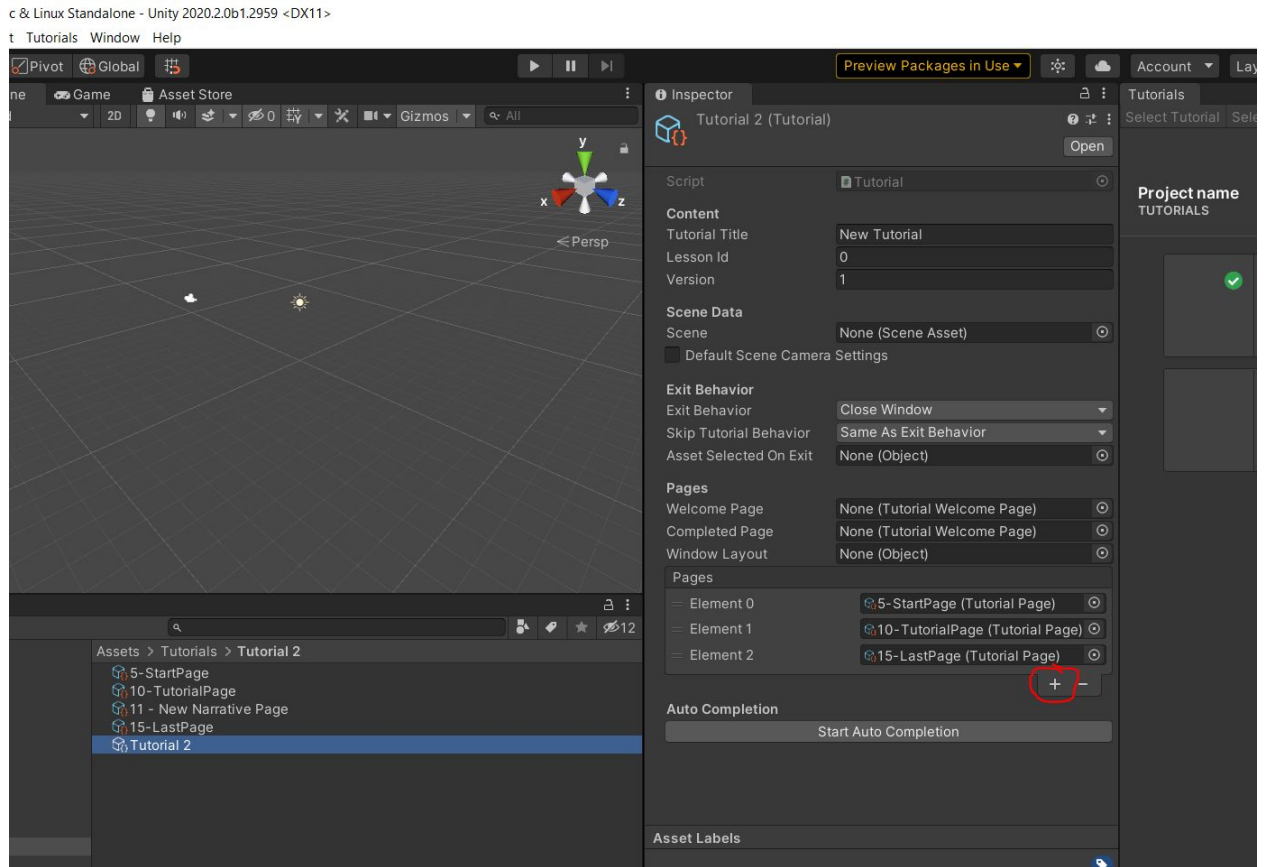 c & Linux Standalone - Unity 2020.2.0b1.2959 <DX11>
t Tutorials Window Help
Pivot Global Preview Packages in Use Account Lay
ne Game Asset Store
2D 0 Gizmos All
y
x z
Persp
12
Assets > Tutorials > Tutorial 2
5-StartPage
10-TutorialPage
11 - New Narrative Page
15-LastPage
Tutorial 2
Inspector
Tutorial 2 (Tutorial)
Open
Script Tutorial
Content
Tutorial Title New Tutorial
Lesson Id 0
Version 1
Scene Data
Scene None (Scene Asset)
Default Scene Camera Settings
Exit Behavior
Exit Behavior Close Window
Skip Tutorial Behavior Same As Exit Behavior
Asset Selected On Exit None (Object)
Pages
Welcome Page None (Tutorial Welcome Page)
Completed Page None (Tutorial Welcome Page)
Window Layout None (Object)
Pages
Element 0 5-StartPage (Tutorial Page)
Element 1 10-TutorialPage (Tutorial Page)
Element 2 15-LastPage (Tutorial Page)
+ −
Auto Completion
Start Auto Completion
Asset Labels
Tutorials
Select Tutorial Sele
Project name
TUTORIALS